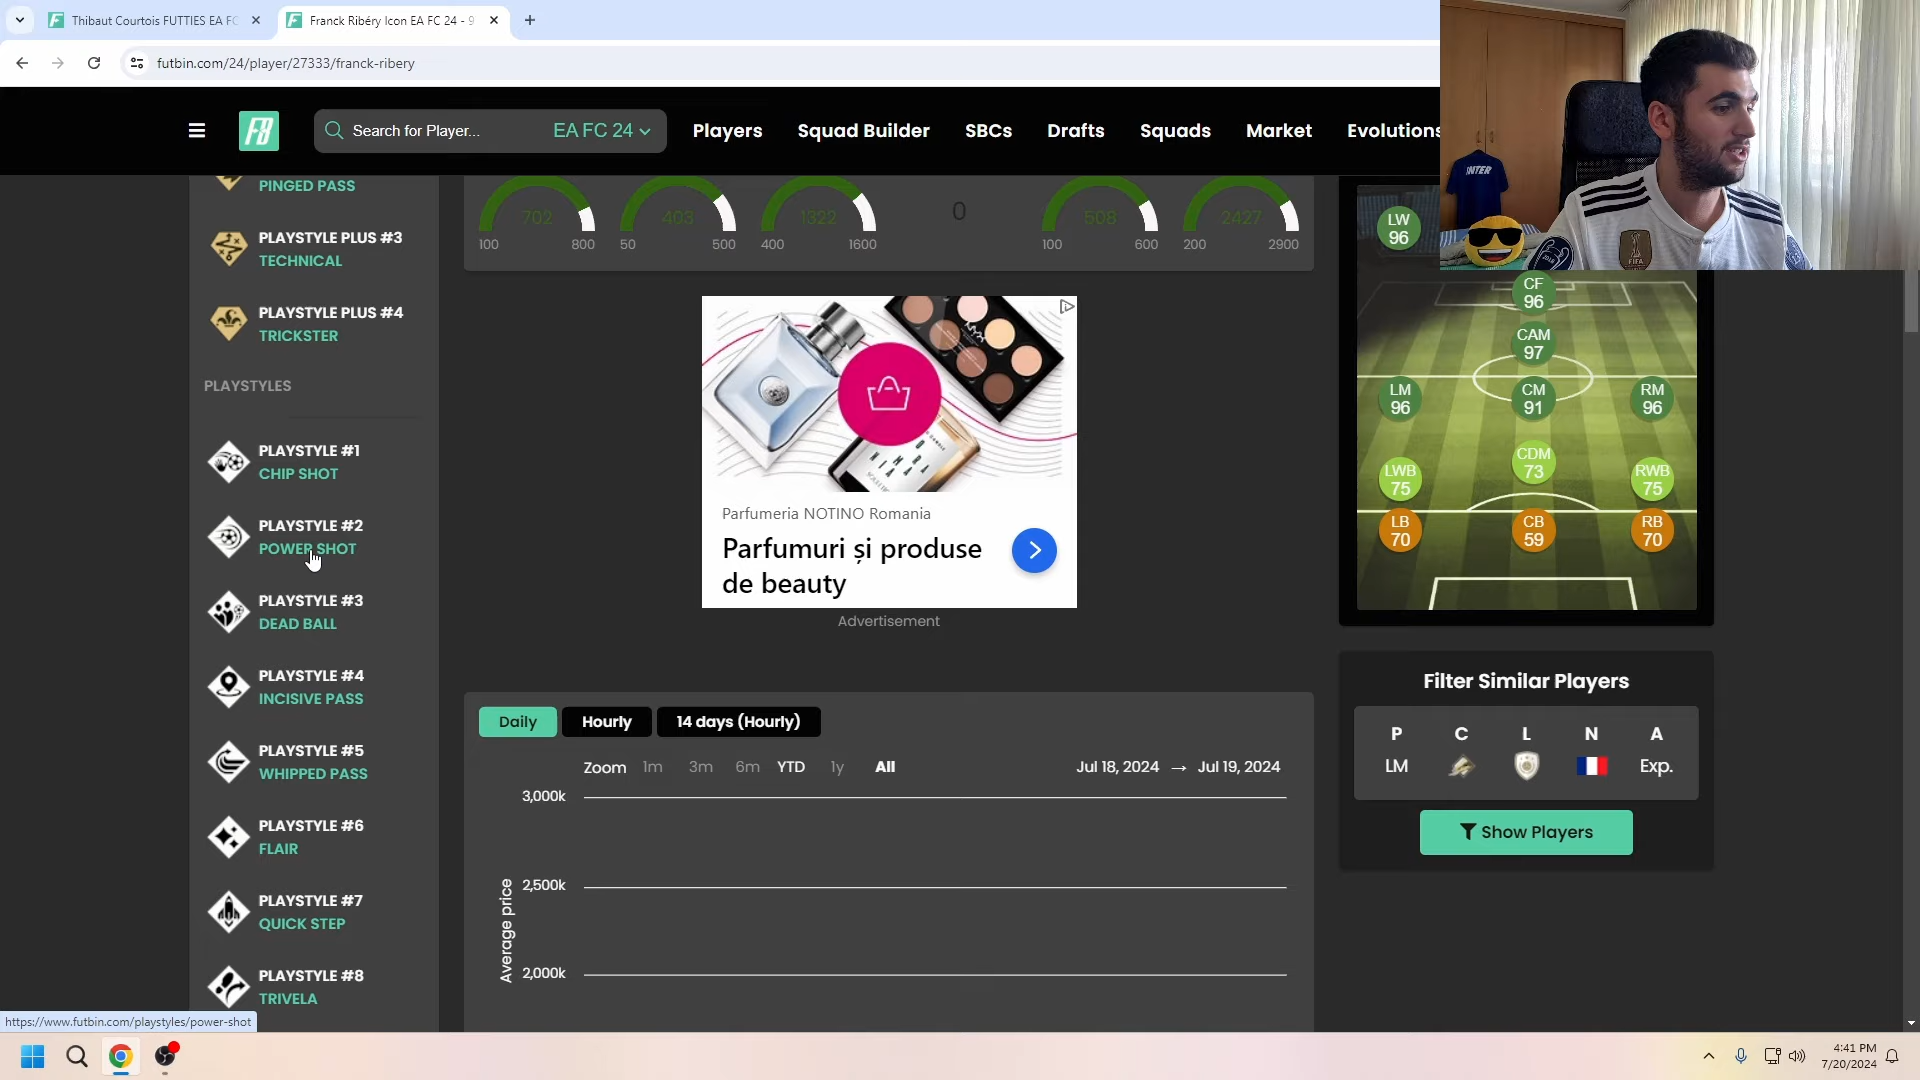 Thibaut Courtois FUTTIES EA FC
Franck Ribéry Icon EA FC 24 - 9
futbin.com/24/player/27333/franck-ribery
Search for Player...
EA FC 24
Players
Squad Builder
SBCs
Drafts
Squads
Market
Evolutions
INTER
FIFA
PINGED PASS
PLAYSTYLE PLUS #3
TECHNICAL
PLAYSTYLE PLUS #4
TRICKSTER
PLAYSTYLES
PLAYSTYLE #1
CHIP SHOT
PLAYSTYLE #2
POWER SHOT
PLAYSTYLE #3
DEAD BALL
PLAYSTYLE #4
INCISIVE PASS
PLAYSTYLE #5
WHIPPED PASS
PLAYSTYLE #6
FLAIR
PLAYSTYLE #7
QUICK STEP
PLAYSTYLE #8
TRIVELA
702
100 800
403
50 500
1322
400 1600
0
508
100 600
2427
200 2900
Parfumeria NOTINO Romania
Parfumuri și produse
de beauty
Advertisement
Daily
Hourly
14 days (Hourly)
Zoom 1m 3m 6m YTD 1y All
Jul 18, 2024 → Jul 19, 2024
Average price
3,000k
2,500k
2,000k
LW
96
CF
96
CAM
97
LM
96
CM
91
RM
96
LWB
75
CDM
73
RWB
75
LB
70
CB
59
RB
70
Filter Similar Players
P C L N A
LM Exp.
Show Players
https://www.futbin.com/playstyles/power-shot
4:41 PM
7/20/2024